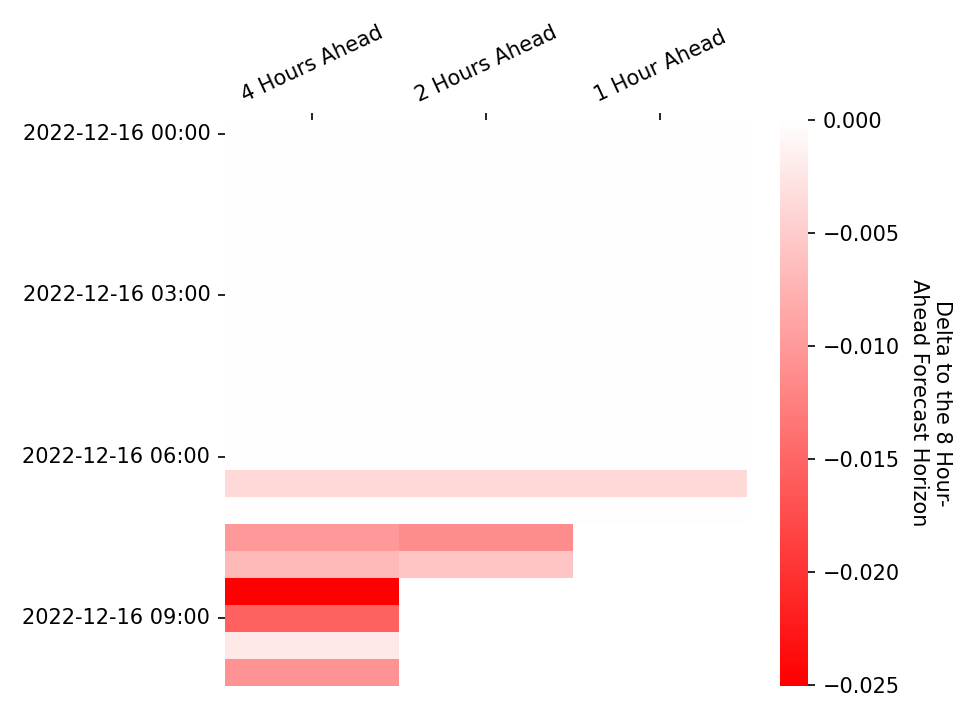 4 Hours Ahead
2 Hours Ahead
1 Hour Ahead
2022-12-16 00:00
2022-12-16 03:00
2022-12-16 06:00
2022-12-16 09:00
0.000
−0.005
−0.010
−0.015
−0.020
−0.025
Delta to the 8 Hour-
Ahead Forecast Horizon